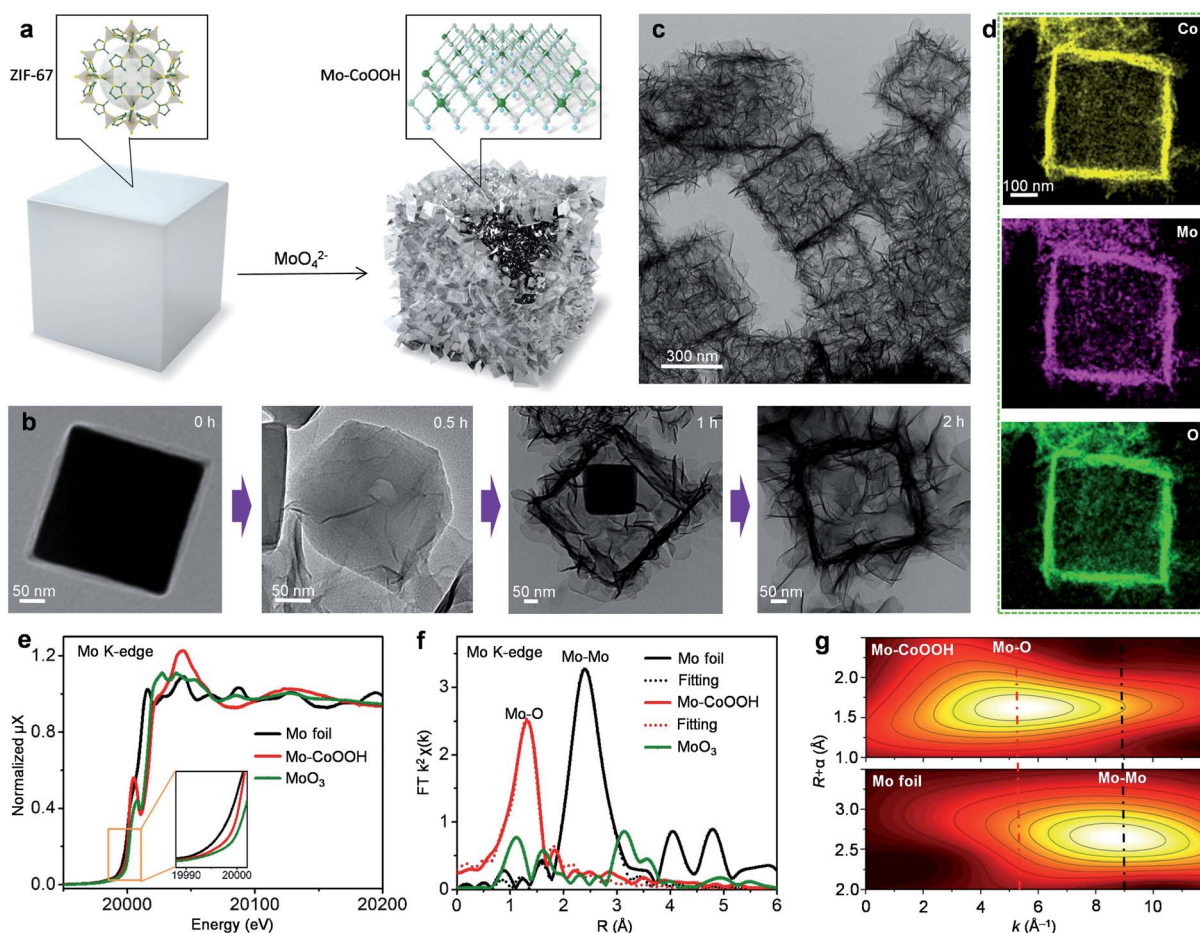 a
ZIF-67
Mo-CoOOH
MoO₄²⁻
c
300 nm
d
Co
100 nm
Mo
O
b
0 h
50 nm
0.5 h
50 nm
1 h
50 nm
2 h
50 nm
e
Mo K-edge
Normalized μX
1.2
0.8
0.4
0.0
Mo foil
Mo-CoOOH
MoO₃
19990 20000
20000 20100 20200
Energy (eV)
f
Mo K-edge
Mo-Mo
Mo-O
FT K² χ(k)
3
2
1
0
Mo foil
Fitting
Mo-CoOOH
Fitting
MoO₃
0 1 2 3 4 5 6
R (Å)
g
Mo-CoOOH
Mo-O
R+α (Å)
2.0
1.5
1.0
Mo foil
Mo-Mo
3.0
2.5
2.0
0 2 4 6 8 10
k (Å⁻¹)